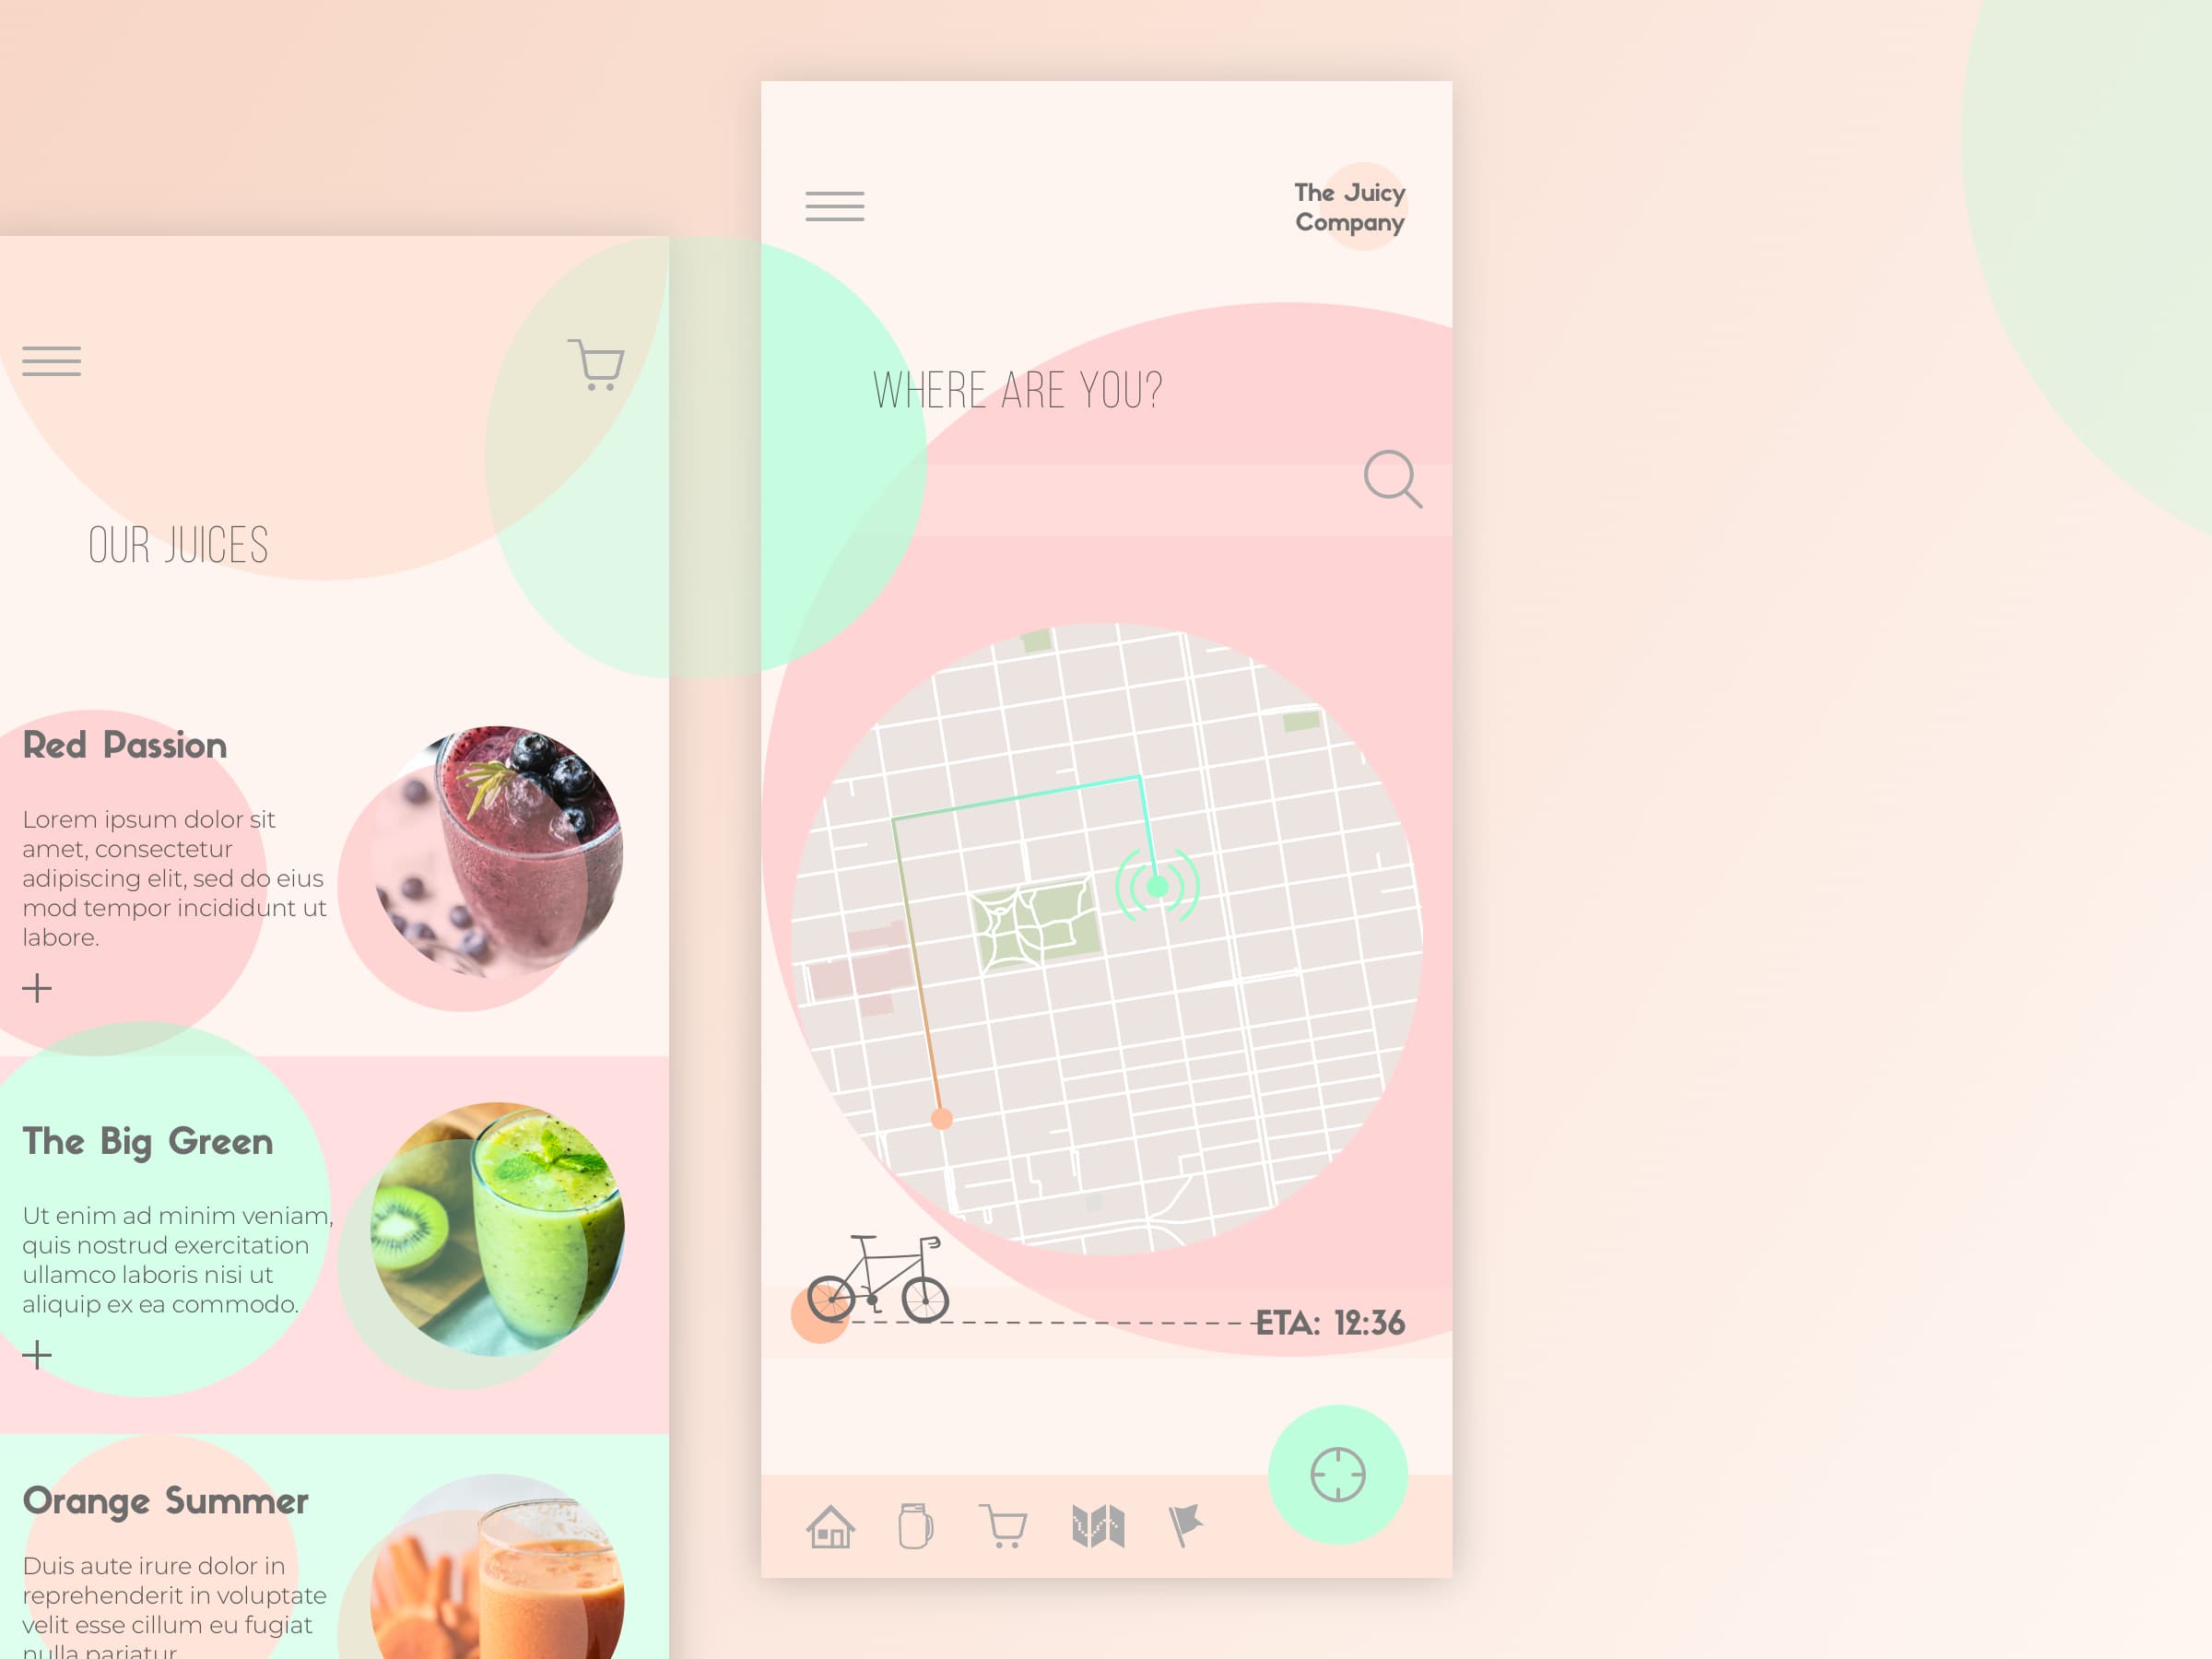 OUR JUICES
Red Passion
Lorem ipsum dolor sit
amet, consectetur
adipiscing elit, sed do eius
mod tempor incididunt ut
labore.
The Big Green
Ut enim ad minim veniam,
quis nostrud exercitation
ullamco laboris nisi ut
aliquip ex ea commodo.
Orange Summer
Duis aute irure dolor in
reprehenderit in voluptate
velit esse cillum eu fugiat
nulla pariatur
The Juicy
Company
WHERE ARE YOU?
ETA: 12:36